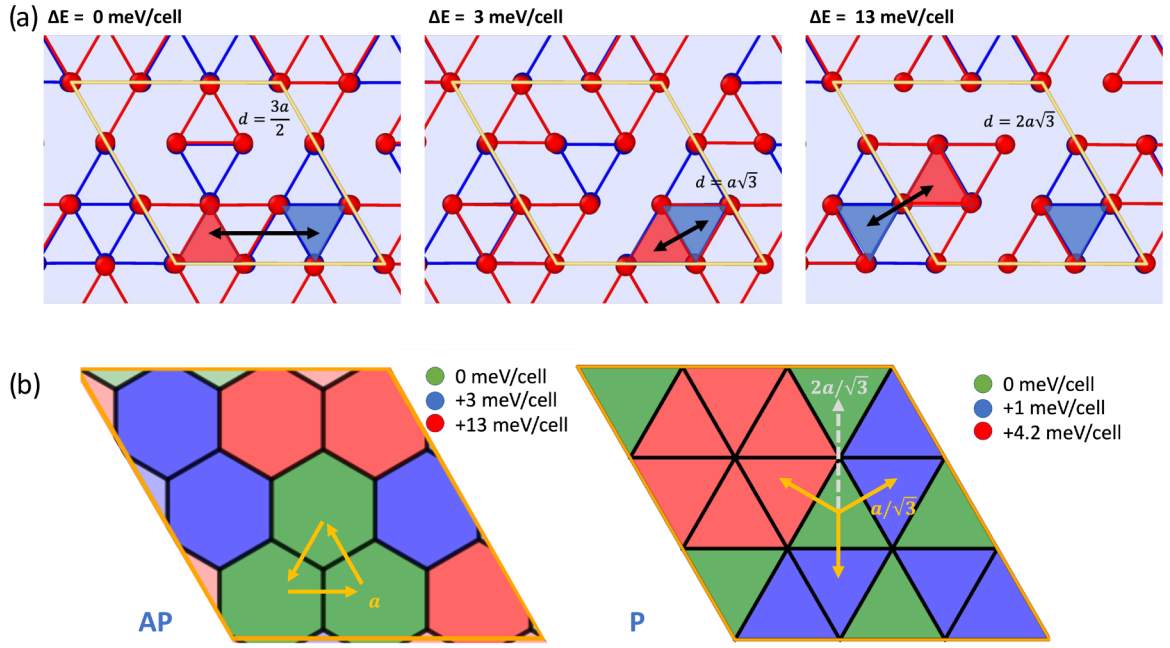 (a)
ΔE = 0 meV/cell
ΔE = 3 meV/cell
ΔE = 13 meV/cell
d = 3a/2
d = a√3
d = 2a√3
(b)
0 meV/cell
+3 meV/cell
+13 meV/cell
a
AP
2a/√3
a/√3
P
0 meV/cell
+1 meV/cell
+4.2 meV/cell